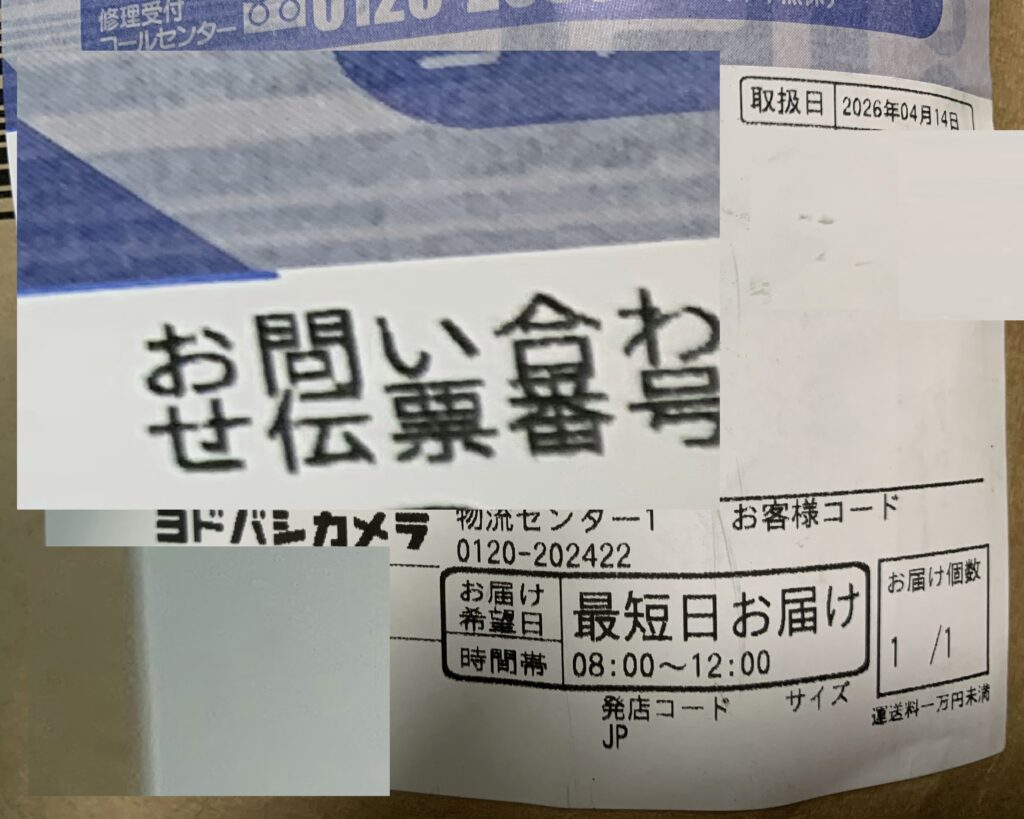 修理受付
コールセンター
取扱日 2026年04月14日
お問い合わ
せ伝票番号
ヨドバシカメラ
物流センター1
0120-202422
お客様コード
お届け
希望日
最短日お届け
時間帯 08:00～12:00
お届け個数
1 /1
発店コード
JP
サイズ
運送料一万円未満